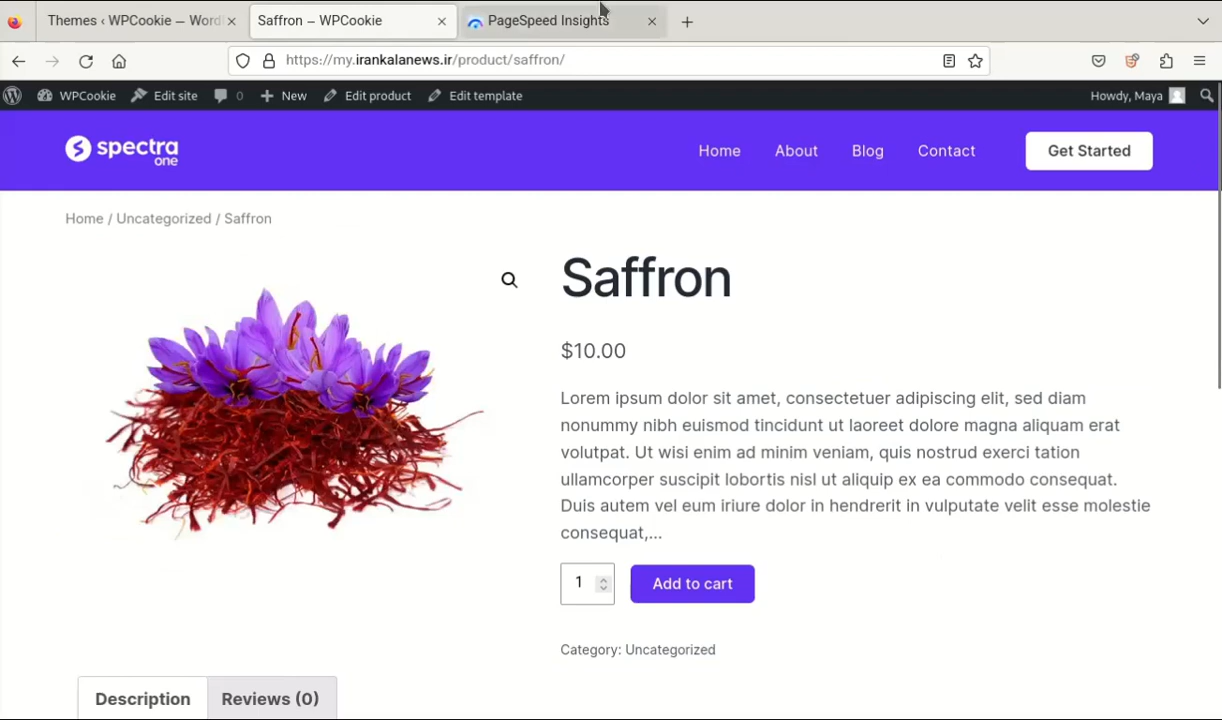 Themes ‹ WPCookie — Word
Saffron — WPCookie
PageSpeed Insights
https://my.irankalanews.ir/product/saffron/
WPCookie
Edit site
0
New
Edit product
Edit template
Howdy, Maya
spectra
one
Home
About
Blog
Contact
Get Started
Home / Uncategorized / Saffron
Saffron
$10.00
Lorem ipsum dolor sit amet, consectetuer adipiscing elit, sed diam
nonummy nibh euismod tincidunt ut laoreet dolore magna aliquam erat
volutpat. Ut wisi enim ad minim veniam, quis nostrud exerci tation
ullamcorper suscipit lobortis nisl ut aliquip ex ea commodo consequat.
Duis autem vel eum iriure dolor in hendrerit in vulputate velit esse molestie
consequat,...
1
Add to cart
Category: Uncategorized
Description
Reviews (0)